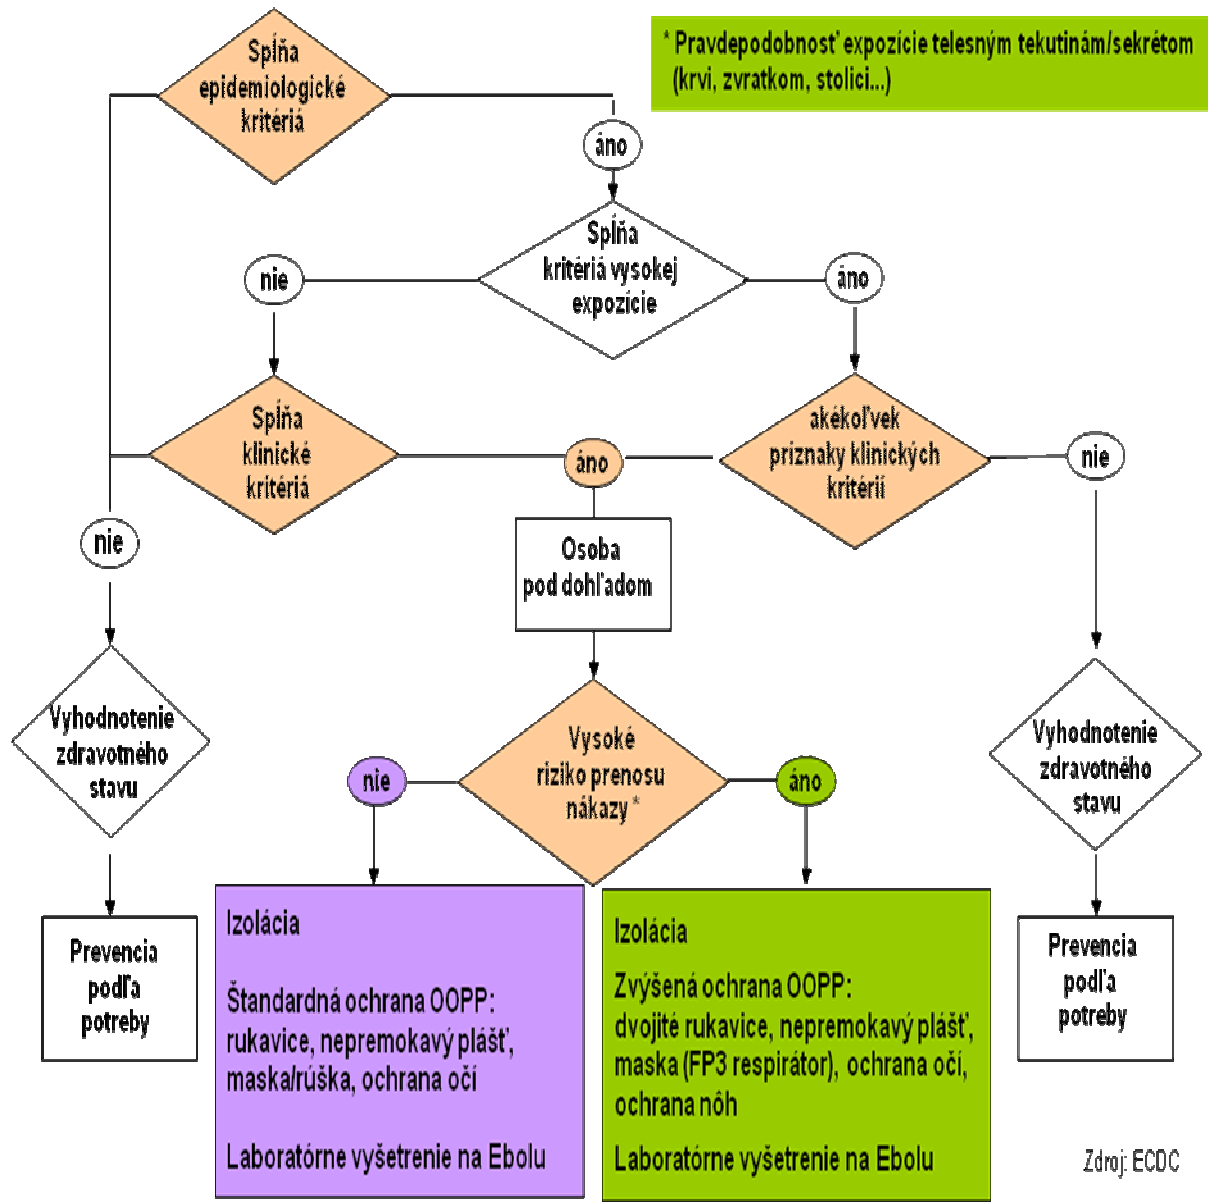 Spĺňa
epidemiologické
kritériá
* Pravdepodobnosť expozície telesným tekutinám/sekrétom
(krvi, zvratkom, stolici...)
áno
Spĺňa
kritériá vysokej
expozície
nie
áno
Spĺňa
klinické
kritériá
áno
akékoľvek
príznaky klinických
kritérií
nie
nie
Osoba
pod dohľadom
Vyhodnotenie
zdravotného
stavu
Vysoké
riziko prenosu
nákazy *
nie
áno
Vyhodnotenie
zdravotného
stavu
Prevencia
podľa
potreby
Izolácia
Štandardná ochrana OOPP:
rukavice, nepremokavý plášť,
maska/rúška, ochrana očí
Laboratórne vyšetrenie na Ebolu
Izolácia
Zvýšená ochrana OOPP:
dvojité rukavice, nepremokavý plášť,
maska (FP3 respirátor), ochrana očí,
ochrana nôh
Laboratórne vyšetrenie na Ebolu
Prevencia
podľa
potreby
Zdroj: ECDC